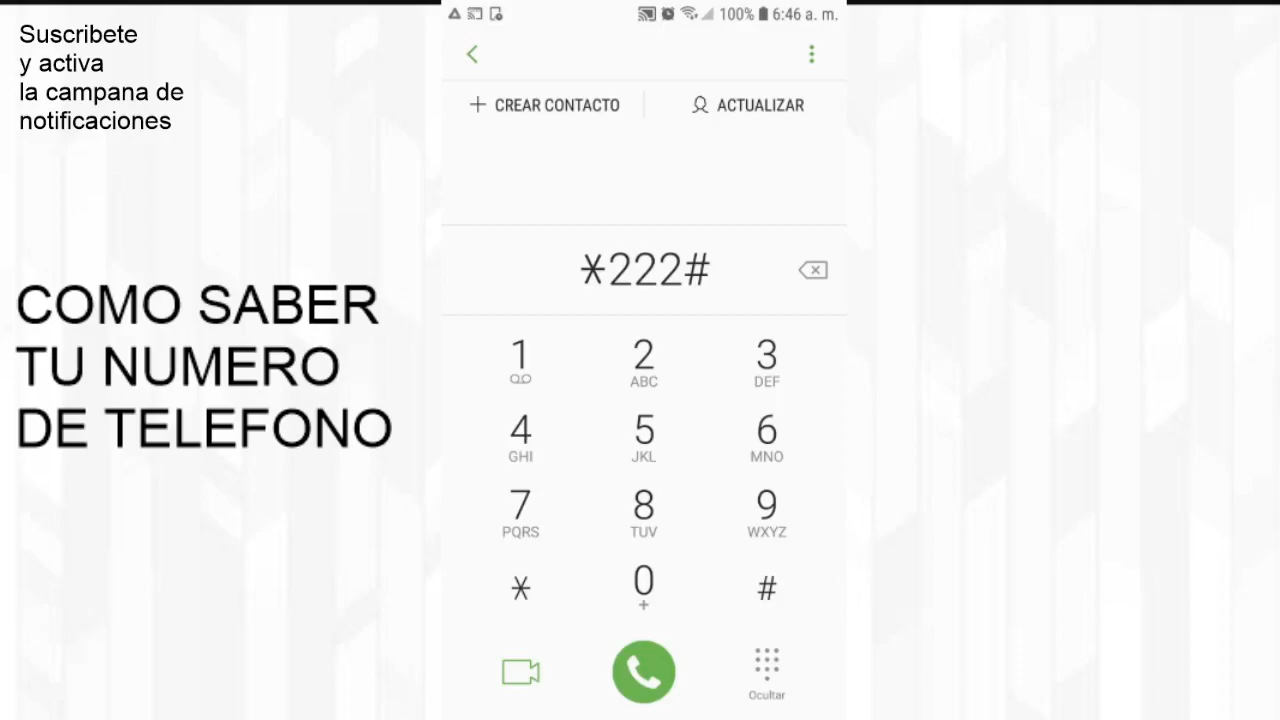 Suscribete
y activa
la campana de
notificaciones
COMO SABER
TU NUMERO
DE TELEFONO
100% 6:46 a. m.
CREAR CONTACTO ACTUALIZAR
*222#
1 2 3
ABC DEF
4 5 6
GHI JKL MNO
7 8 9
PQRS TUV WXYZ
* 0 #
+
Ocultar